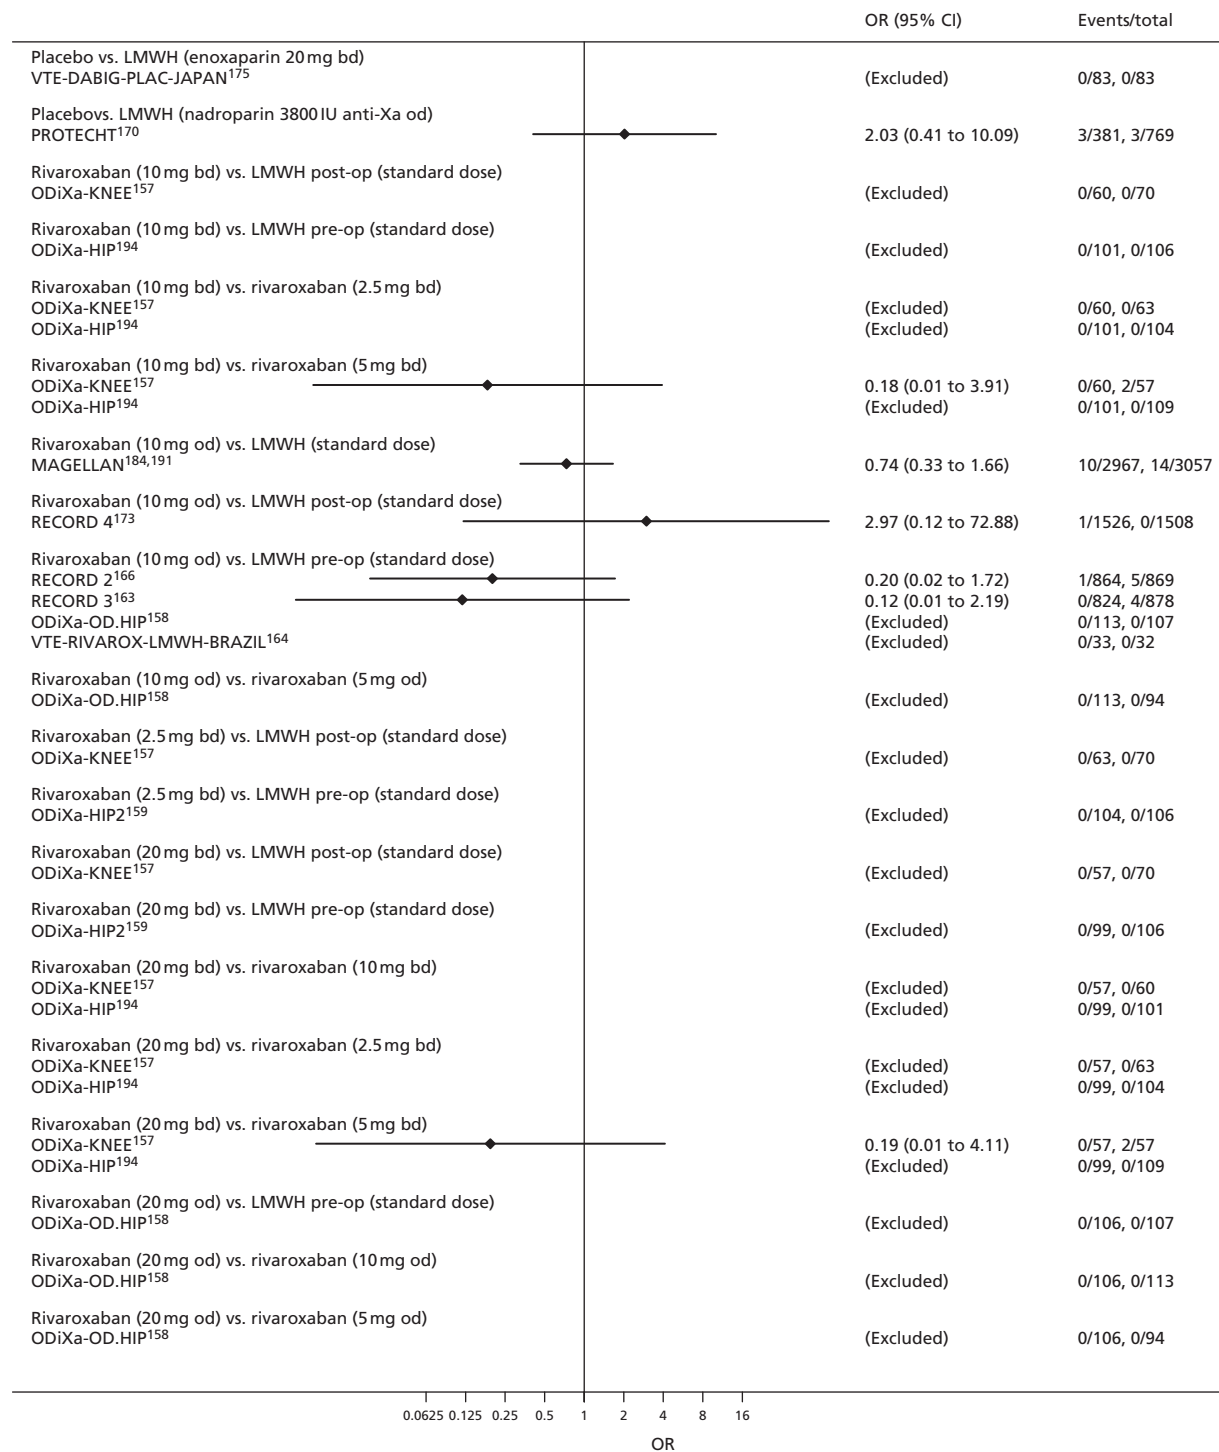 OR (95% CI) Events/total
Placebo vs. LMWH (enoxaparin 20 mg bd)
VTE-DABIG-PLAC-JAPAN175 (Excluded) 0/83, 0/83
Placebovs. LMWH (nadroparin 3800 IU anti-Xa od)
PROTECHT170 2.03 (0.41 to 10.09) 3/381, 3/769
Rivaroxaban (10 mg bd) vs. LMWH post-op (standard dose)
ODiXa-KNEE157 (Excluded) 0/60, 0/70
Rivaroxaban (10 mg bd) vs. LMWH pre-op (standard dose)
ODiXa-HIP194 (Excluded) 0/101, 0/106
Rivaroxaban (10 mg bd) vs. rivaroxaban (2.5 mg bd)
ODiXa-KNEE157 (Excluded) 0/60, 0/63
ODiXa-HIP194 (Excluded) 0/101, 0/104
Rivaroxaban (10 mg bd) vs. rivaroxaban (5 mg bd)
ODiXa-KNEE157 0.18 (0.01 to 3.91) 0/60, 2/57
ODiXa-HIP194 (Excluded) 0/101, 0/109
Rivaroxaban (10 mg od) vs. LMWH (standard dose)
MAGELLAN184,191 0.74 (0.33 to 1.66) 10/2967, 14/3057
Rivaroxaban (10 mg od) vs. LMWH post-op (standard dose)
RECORD 4173 2.97 (0.12 to 72.88) 1/1526, 0/1508
Rivaroxaban (10 mg od) vs. LMWH pre-op (standard dose)
RECORD 2166 0.20 (0.02 to 1.72) 1/864, 5/869
RECORD 3163 0.12 (0.01 to 2.19) 0/824, 4/878
ODiXa-OD.HIP158 (Excluded) 0/113, 0/107
VTE-RIVAROX-LMWH-BRAZIL164 (Excluded) 0/33, 0/32
Rivaroxaban (10 mg od) vs. rivaroxaban (5 mg od)
ODiXa-OD.HIP158 (Excluded) 0/113, 0/94
Rivaroxaban (2.5 mg bd) vs. LMWH post-op (standard dose)
ODiXa-KNEE157 (Excluded) 0/63, 0/70
Rivaroxaban (2.5 mg bd) vs. LMWH pre-op (standard dose)
ODiXa-HIP2159 (Excluded) 0/104, 0/106
Rivaroxaban (20 mg bd) vs. LMWH post-op (standard dose)
ODiXa-KNEE157 (Excluded) 0/57, 0/70
Rivaroxaban (20 mg bd) vs. LMWH pre-op (standard dose)
ODiXa-HIP2159 (Excluded) 0/99, 0/106
Rivaroxaban (20 mg bd) vs. rivaroxaban (10 mg bd)
ODiXa-KNEE157 (Excluded) 0/57, 0/60
ODiXa-HIP194 (Excluded) 0/99, 0/101
Rivaroxaban (20 mg bd) vs. rivaroxaban (2.5 mg bd)
ODiXa-KNEE157 (Excluded) 0/57, 0/63
ODiXa-HIP194 (Excluded) 0/99, 0/104
Rivaroxaban (20 mg bd) vs. rivaroxaban (5 mg bd)
ODiXa-KNEE157 0.19 (0.01 to 4.11) 0/57, 2/57
ODiXa-HIP194 (Excluded) 0/99, 0/109
Rivaroxaban (20 mg od) vs. LMWH pre-op (standard dose)
ODiXa-OD.HIP158 (Excluded) 0/106, 0/107
Rivaroxaban (20 mg od) vs. rivaroxaban (10 mg od)
ODiXa-OD.HIP158 (Excluded) 0/106, 0/113
Rivaroxaban (20 mg od) vs. rivaroxaban (5 mg od)
ODiXa-OD.HIP158 (Excluded) 0/106, 0/94
0.0625 0.125 0.25 0.5 1 2 4 8 16
OR